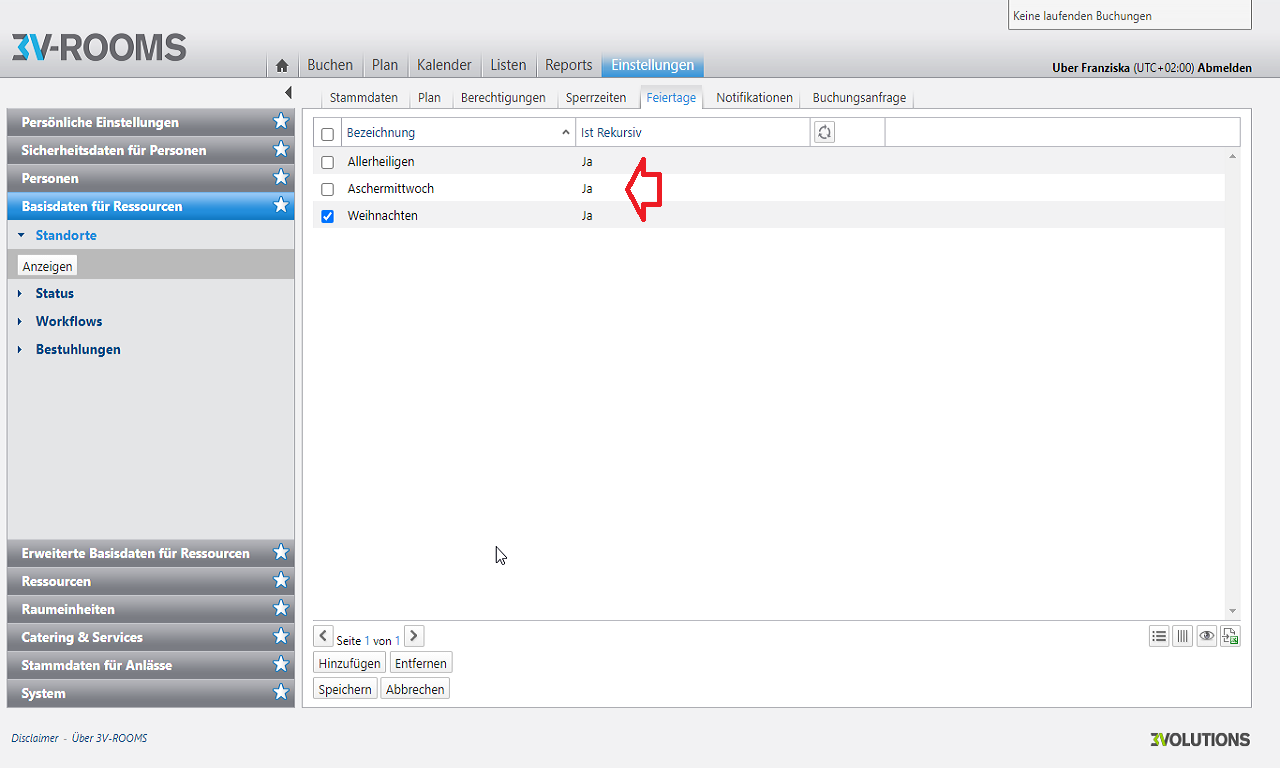 Keine laufenden Buchungen
3V-ROOMS
Buchen Plan Kalender Listen Reports Einstellungen
Uber Franziska (UTC+02:00) Abmelden
Stammdaten Plan Berechtigungen Sperrzeiten Feiertage Notifikationen Buchungsanfrage
Persönliche Einstellungen
Sicherheitsdaten für Personen
Personen
Basisdaten für Ressourcen
Standorte
Anzeigen
Status
Workflows
Bestuhlungen
Erweiterte Basisdaten für Ressourcen
Ressourcen
Raumeinheiten
Catering & Services
Stammdaten für Anlässe
System
Bezeichnung Ist Rekursiv
Allerheiligen Ja
Aschermittwoch Ja
Weihnachten Ja
Seite 1 von 1
Hinzufügen Entfernen
Speichern Abbrechen
Disclaimer - Über 3V-ROOMS
3VOLUTIONS